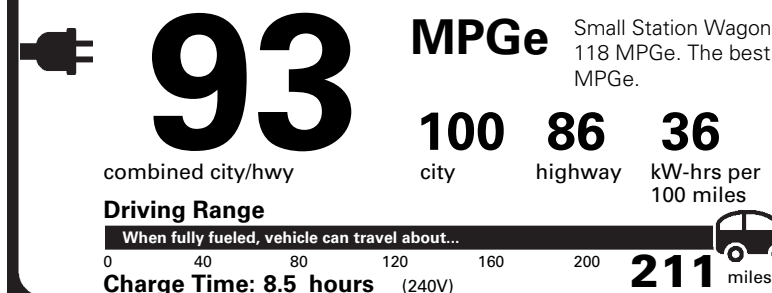 93
MPGe
Small Station Wagon
118 MPGe. The best
MPGe.
combined city/hwy
100
city
86
highway
36
kW-hrs per
100 miles
Driving Range
When fully fueled, vehicle can travel about...
0 40 80 120 160 200 211 miles
Charge Time: 8.5 hours (240V)